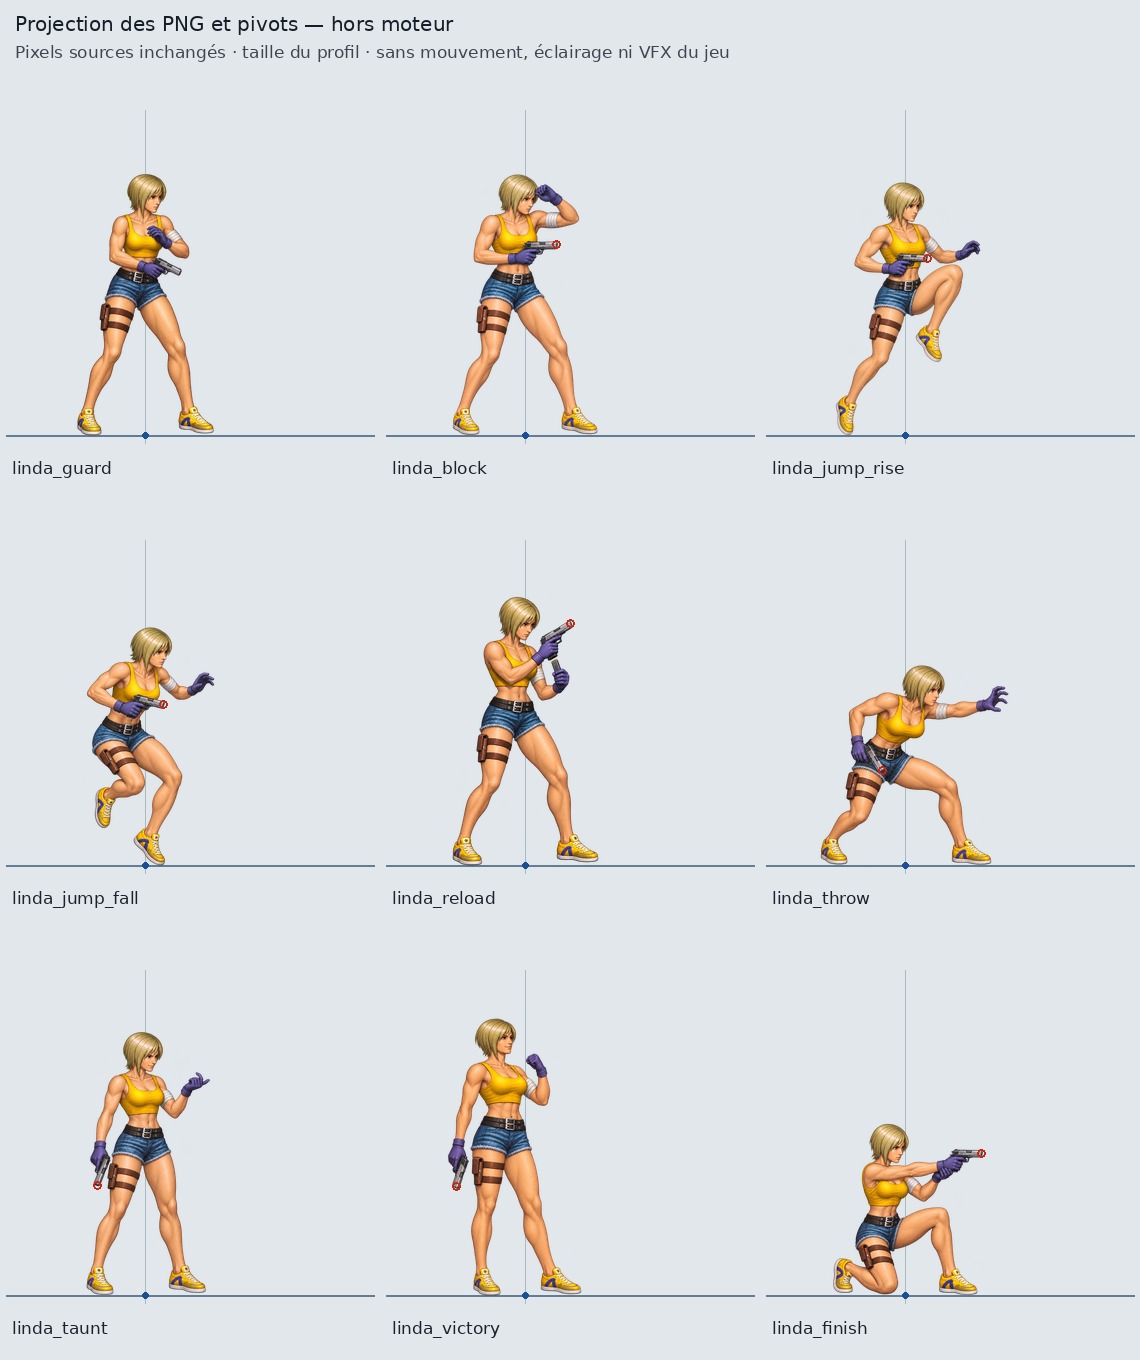 Projection des PNG et pivots — hors moteur
Pixels sources inchangés · taille du profil · sans mouvement, éclairage ni VFX du jeu
linda_guard
linda_block
linda_jump_rise
linda_jump_fall
linda_reload
linda_throw
linda_taunt
linda_victory
linda_finish